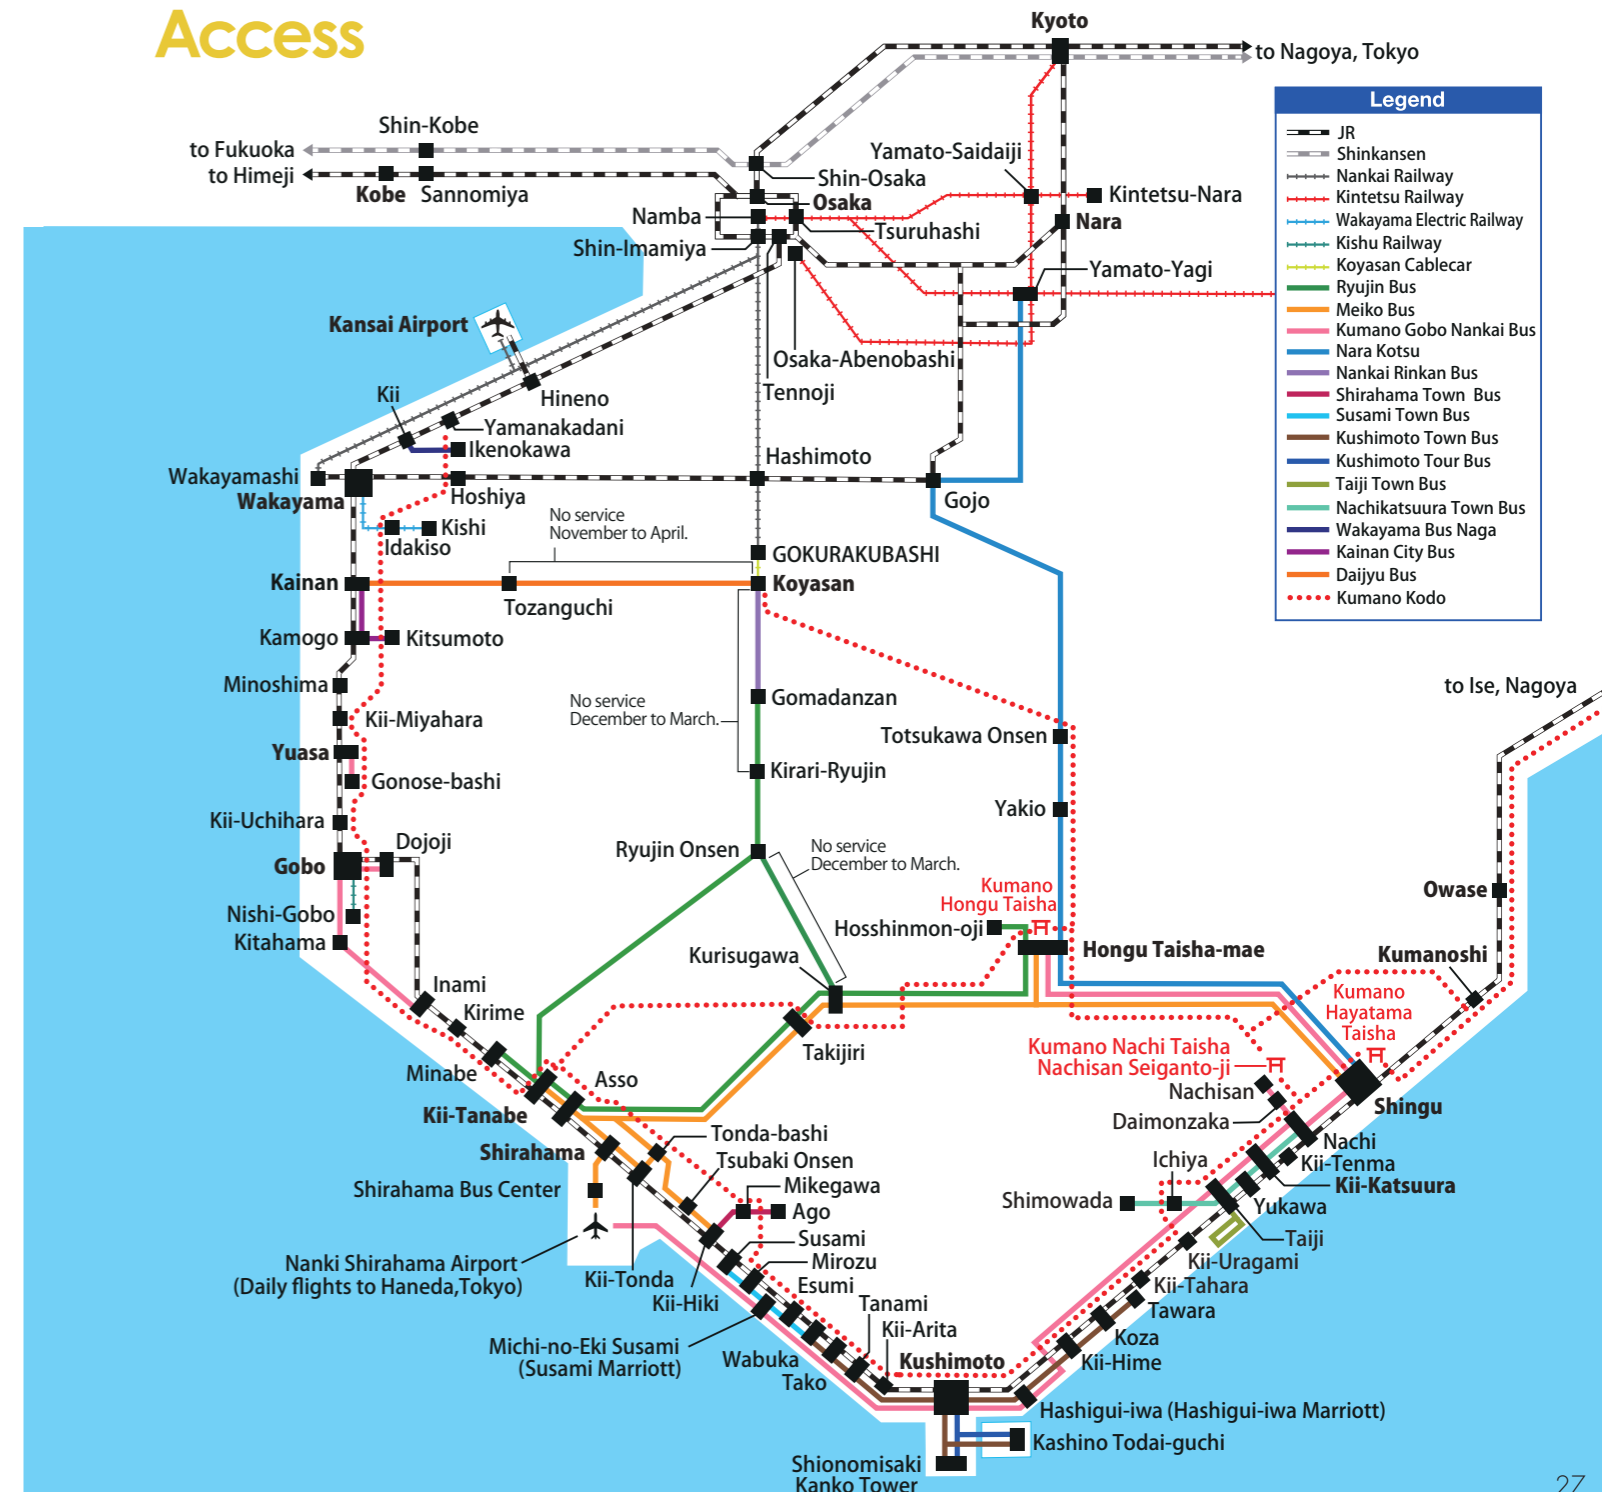 Access
Kyoto
to Nagoya, Tokyo
Legend
JR
Shinkansen
Nankai Railway
Kintetsu Railway
Wakayama Electric Railway
Kishu Railway
Koyasan Cablecar
Ryujin Bus
Meiko Bus
Kumano Gobo Nankai Bus
Nara Kotsu
Nankai Rinkan Bus
Shirahama Town Bus
Susami Town Bus
Kushimoto Town Bus
Kushimoto Tour Bus
Taiji Town Bus
Nachikatsuura Town Bus
Wakayama Bus Naga
Kainan City Bus
Daijyu Bus
Kumano Kodo
Shin-Kobe
to Fukuoka
to Himeji
Kobe
Sannomiya
Yamato-Saidaiji
Shin-Osaka
Osaka
Kintetsu-Nara
Namba
Tsuruhashi
Nara
Shin-Imamiya
Yamato-Yagi
Kansai Airport
Osaka-Abenobashi
Tennoji
Hineno
Kii
Yamanakadani
Ikenokawa
Hashimoto
Wakayamashi
Wakayama
Hoshiya
Gojo
No service
November to April.
Kishi
Idakiso
GOKURAKUBASHI
Kainan
Tozanguchi
Koyasan
Kamogo
Kitsumoto
Minoshima
to Ise, Nagoya
No service
December to March.
Gomadanzan
Kii-Miyahara
Totsukawa Onsen
Yuasa
Gonose-bashi
Kirari-Ryujin
Yakio
Kii-Uchihara
Dojoji
Ryujin Onsen
No service
December to March.
Gobo
Kumano
Hongu Taisha
Owase
Nishi-Gobo
Kitahama
Hosshinmon-oji
Hongu Taisha-mae
Kurisugawa
Kumanoshi
Inami
Kirime
Kumano
Hayatama
Taisha
Takijiri
Kumano Nachi Taisha
Nachisan Seiganto-ji
Minabe
Asso
Nachisan
Kii-Tanabe
Daimonzaka
Shingu
Shirahama
Tonda-bashi
Nachi
Tsubaki Onsen
Ichiya
Kii-Tenma
Mikegawa
Kii-Katsuura
Shirahama Bus Center
Shimowada
Ago
Yukawa
Susami
Taiji
Nanki Shirahama Airport
(Daily flights to Haneda,Tokyo)
Kii-Tonda
Mirozu
Kii-Uragami
Esumi
Kii-Hiki
Kii-Tahara
Tanami
Tawara
Kii-Arita
Koza
Michi-no-Eki Susami
(Susami Marriott)
Wabuka
Kushimoto
Kii-Hime
Tako
Hashigui-iwa (Hashigui-iwa Marriott)
Kashino Todai-guchi
Shionomisaki
Kanko Tower
27